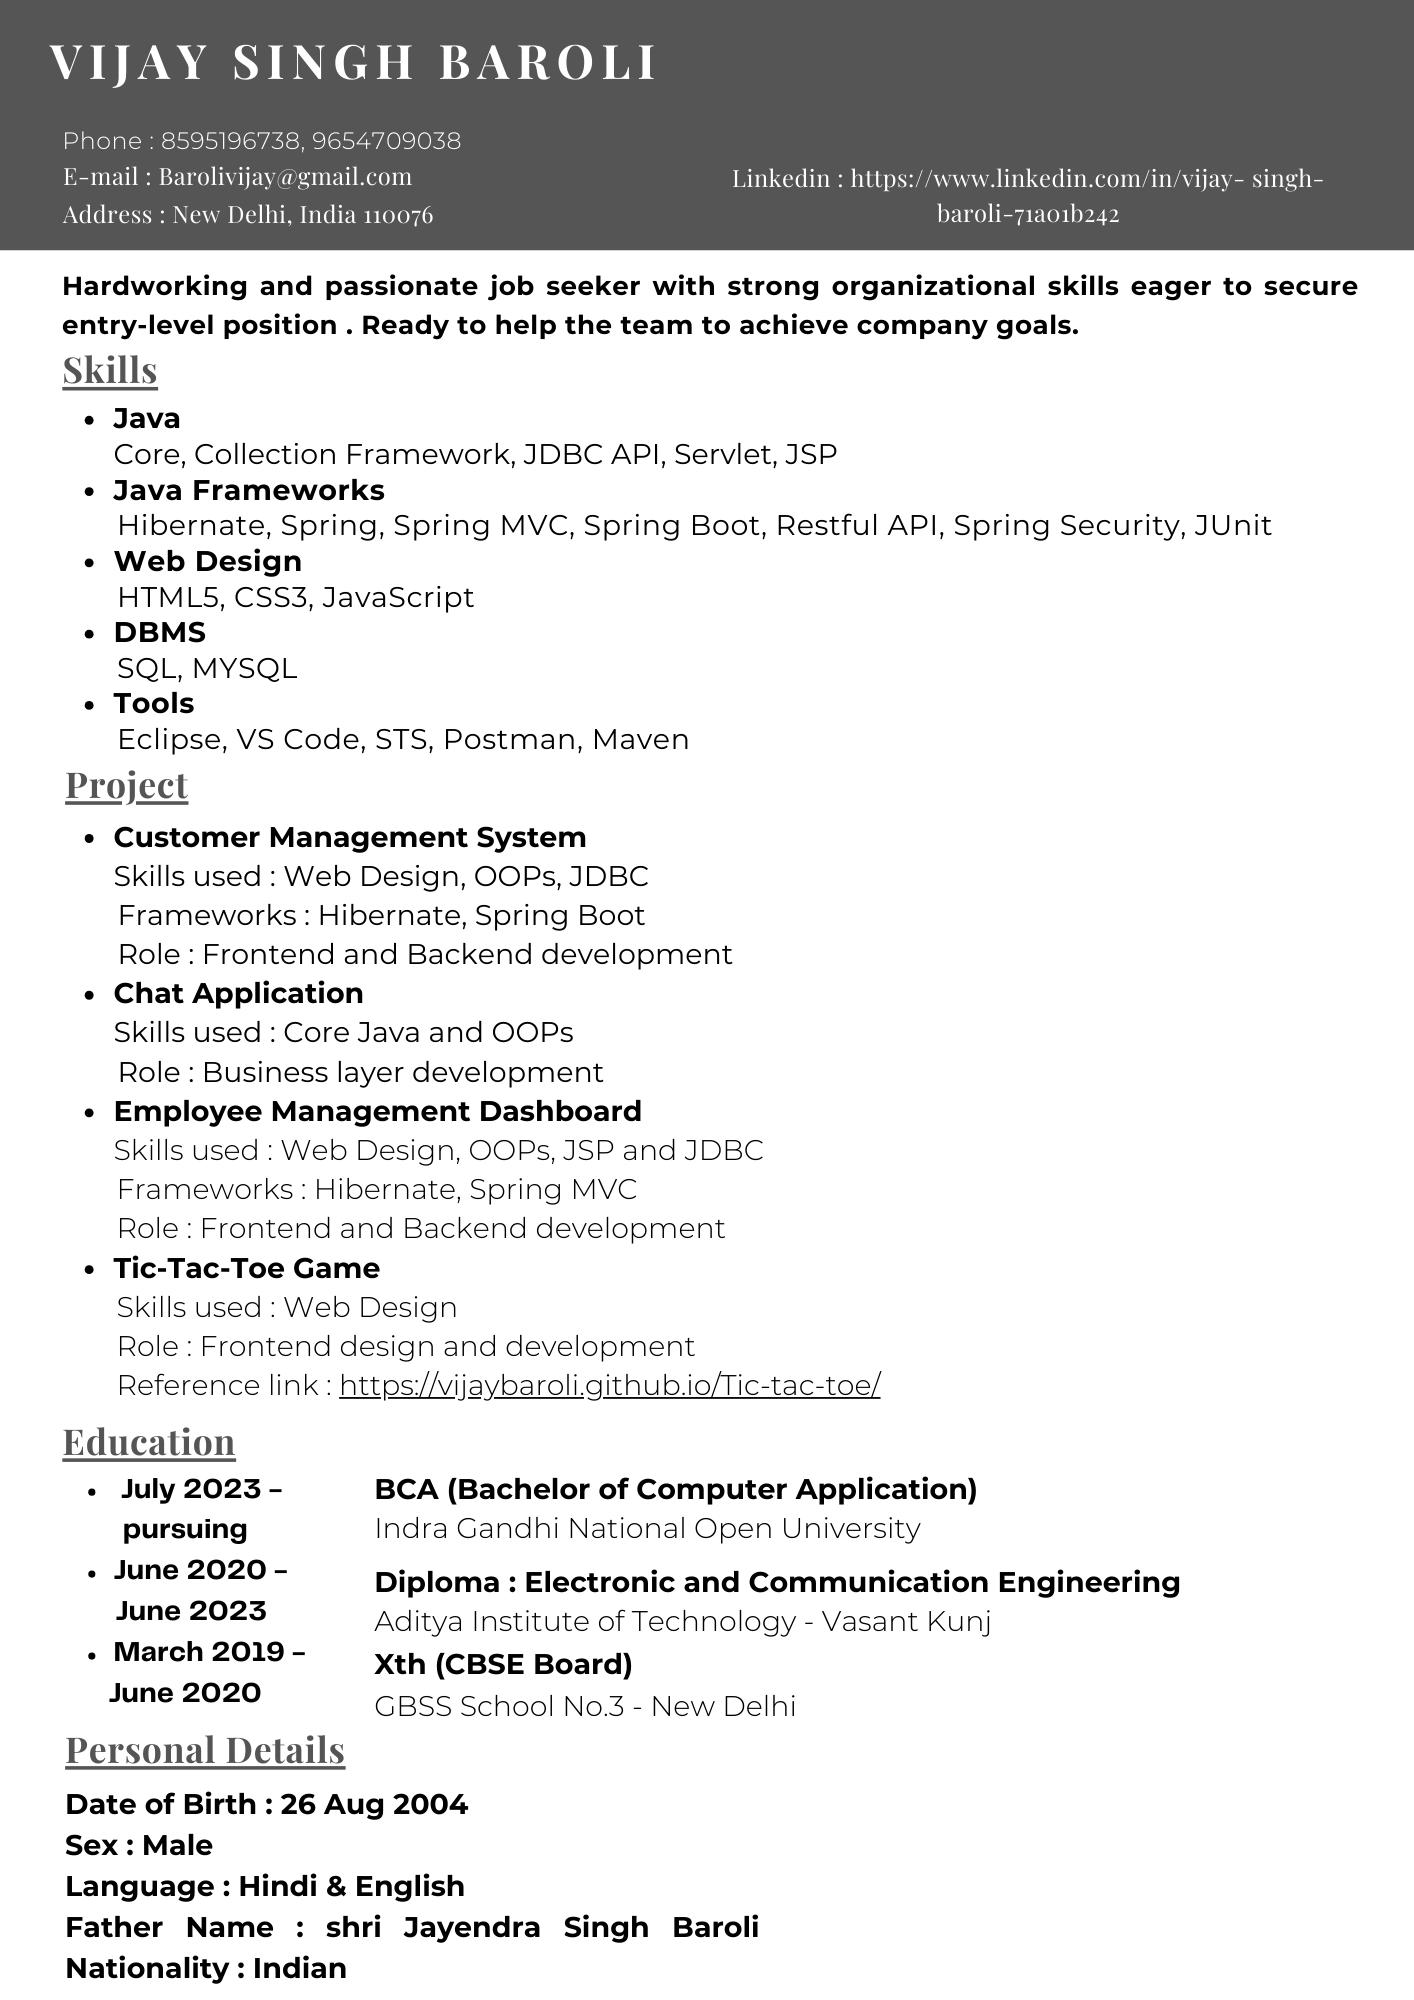 VIJAY SINGH BAROLI
Phone : 8595196738, 9654709038
E-mail : Barolivijay@gmail.com
Address : New Delhi, India 110076
Linkedin : https://www.linkedin.com/in/vijay- singh-
baroli-71a01b242
Hardworking and passionate job seeker with strong organizational skills eager to secure
entry-level position . Ready to help the team to achieve company goals.
Skills
• Java
Core, Collection Framework, JDBC API, Servlet, JSP
• Java Frameworks
Hibernate, Spring, Spring MVC, Spring Boot, Restful API, Spring Security, JUnit
• Web Design
HTML5, CSS3, JavaScript
• DBMS
SQL, MYSQL
• Tools
Eclipse, VS Code, STS, Postman, Maven
Project
• Customer Management System
Skills used : Web Design, OOPs, JDBC
Frameworks : Hibernate, Spring Boot
Role : Frontend and Backend development
• Chat Application
Skills used : Core Java and OOPs
Role : Business layer development
• Employee Management Dashboard
Skills used : Web Design, OOPs, JSP and JDBC
Frameworks : Hibernate, Spring MVC
Role : Frontend and Backend development
• Tic-Tac-Toe Game
Skills used : Web Design
Role : Frontend design and development
Reference link : https://vijaybaroli.github.io/Tic-tac-toe/
Education
• July 2023 –
pursuing
BCA (Bachelor of Computer Application)
Indra Gandhi National Open University
• June 2020 –
June 2023
Diploma : Electronic and Communication Engineering
Aditya Institute of Technology - Vasant Kunj
• March 2019 –
June 2020
Xth (CBSE Board)
GBSS School No.3 - New Delhi
Personal Details
Date of Birth : 26 Aug 2004
Sex : Male
Language : Hindi & English
Father Name : shri Jayendra Singh Baroli
Nationality : Indian